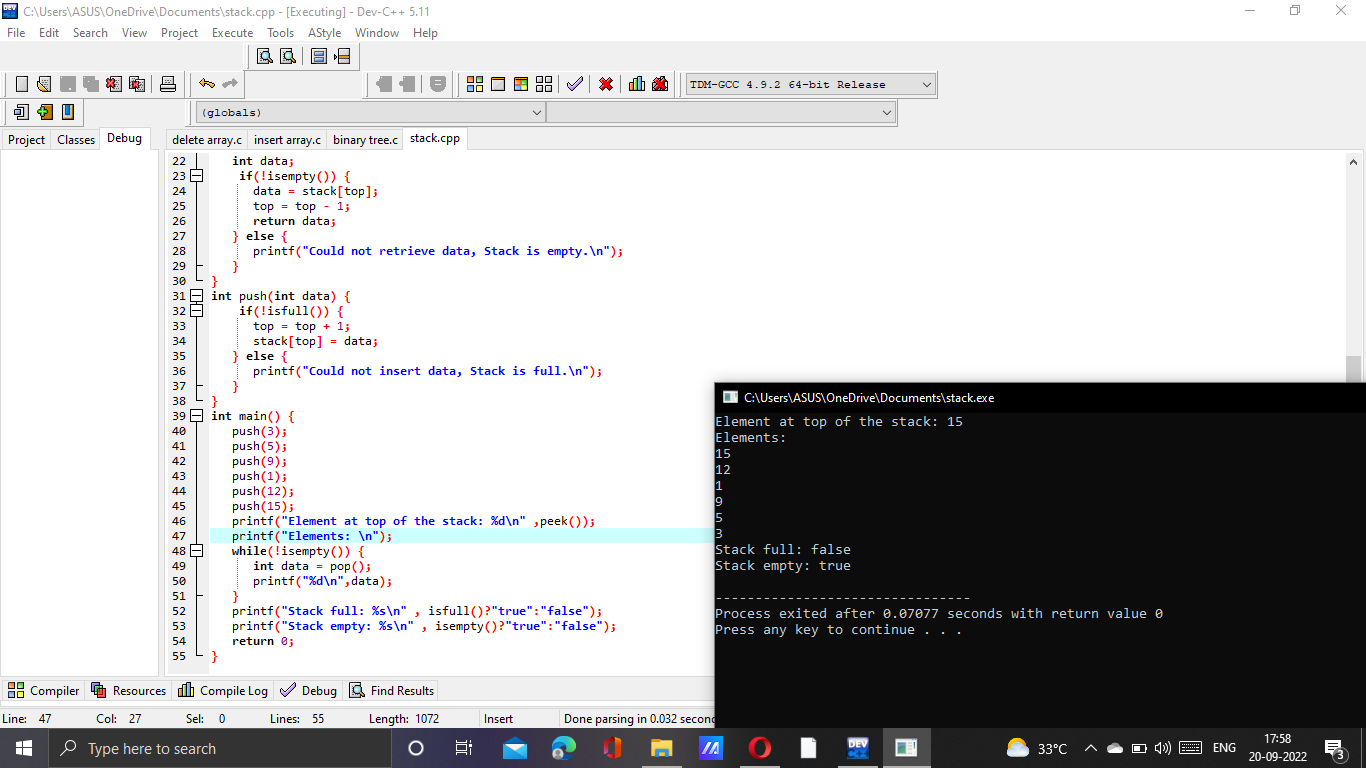 C:\Users\ASUS\OneDrive\Documents\stack.cpp - [Executing] - Dev-C++ 5.11
File Edit Search View Project Execute Tools AStyle Window Help
TDM-GCC 4.9.2 64-bit Release
(globals)
Project Classes Debug
delete array.c insert array.c binary tree.c stack.cpp
22 int data;
23 if(!isempty()) {
24 data = stack[top];
25 top = top - 1;
26 return data;
27 } else {
28 printf("Could not retrieve data, Stack is empty.\n");
29 }
30 }
31 int push(int data) {
32 if(!isfull()) {
33 top = top + 1;
34 stack[top] = data;
35 } else {
36 printf("Could not insert data, Stack is full.\n");
37 }
38 }
39 int main() {
40 push(3);
41 push(5);
42 push(9);
43 push(1);
44 push(12);
45 push(15);
46 printf("Element at top of the stack: %d\n" ,peek());
47 printf("Elements: \n");
48 while(!isempty()) {
49 int data = pop();
50 printf("%d\n",data);
51 }
52 printf("Stack full: %s\n" , isfull()?"true":"false");
53 printf("Stack empty: %s\n" , isempty()?"true":"false");
54 return 0;
55 }
C:\Users\ASUS\OneDrive\Documents\stack.exe
Element at top of the stack: 15
Elements:
15
12
1
9
5
3
Stack full: false
Stack empty: true
--------------------------------
Process exited after 0.07077 seconds with return value 0
Press any key to continue . . .
Compiler Resources Compile Log Debug Find Results
Line: 47 Col: 27 Sel: 0 Lines: 55 Length: 1072 Insert Done parsing in 0.032 second
Type here to search
DEV
33°C
ENG
17:58
20-09-2022
3